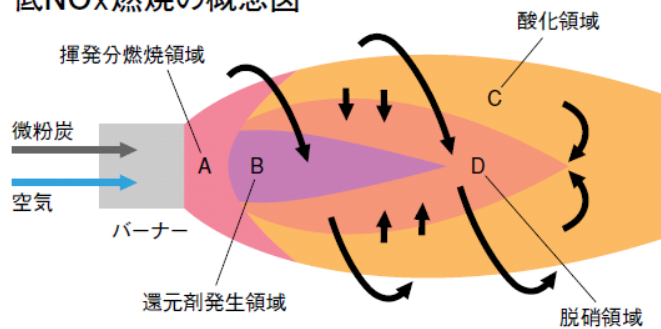 低NOx燃焼の概念図
酸化領域
揮発分燃焼領域
C
微粉炭
A
B
D
空気
バーナー
還元剤発生領域
脱硝領域